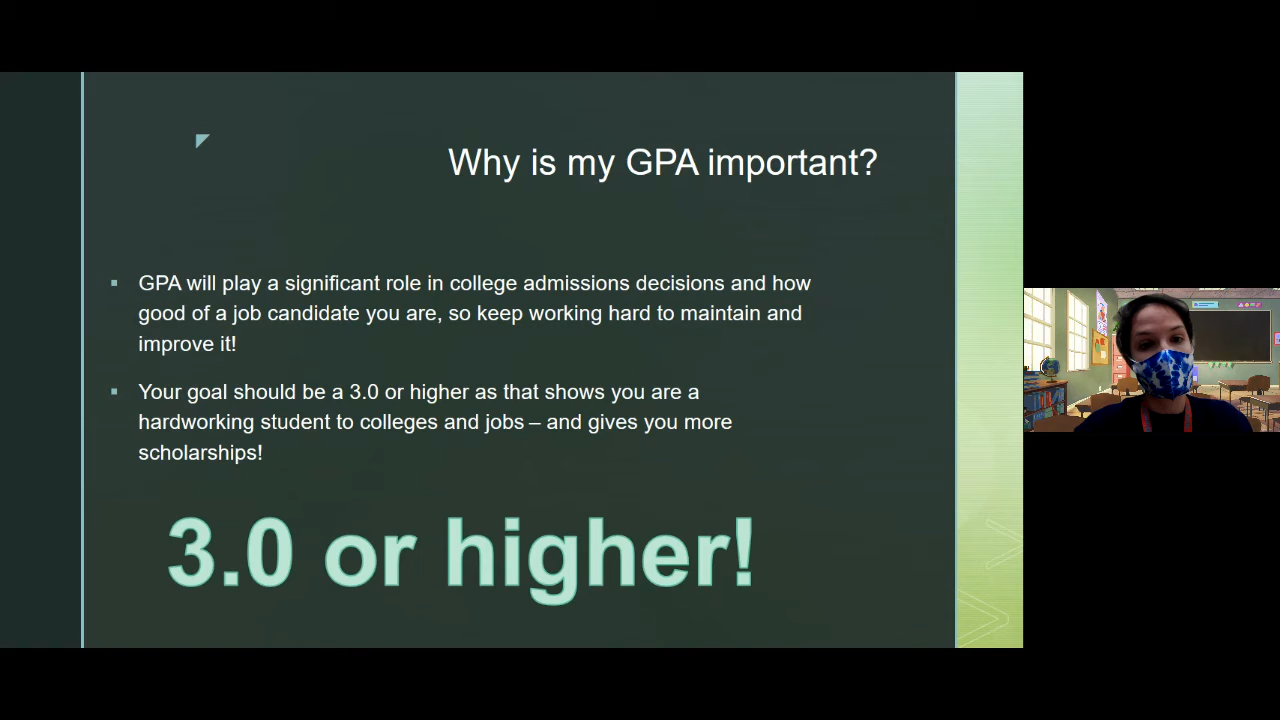 Why is my GPA important?
GPA will play a significant role in college admissions decisions and how
good of a job candidate you are, so keep working hard to maintain and
improve it!
Your goal should be a 3.0 or higher as that shows you are a
hardworking student to colleges and jobs – and gives you more
scholarships!
3.0 or higher!